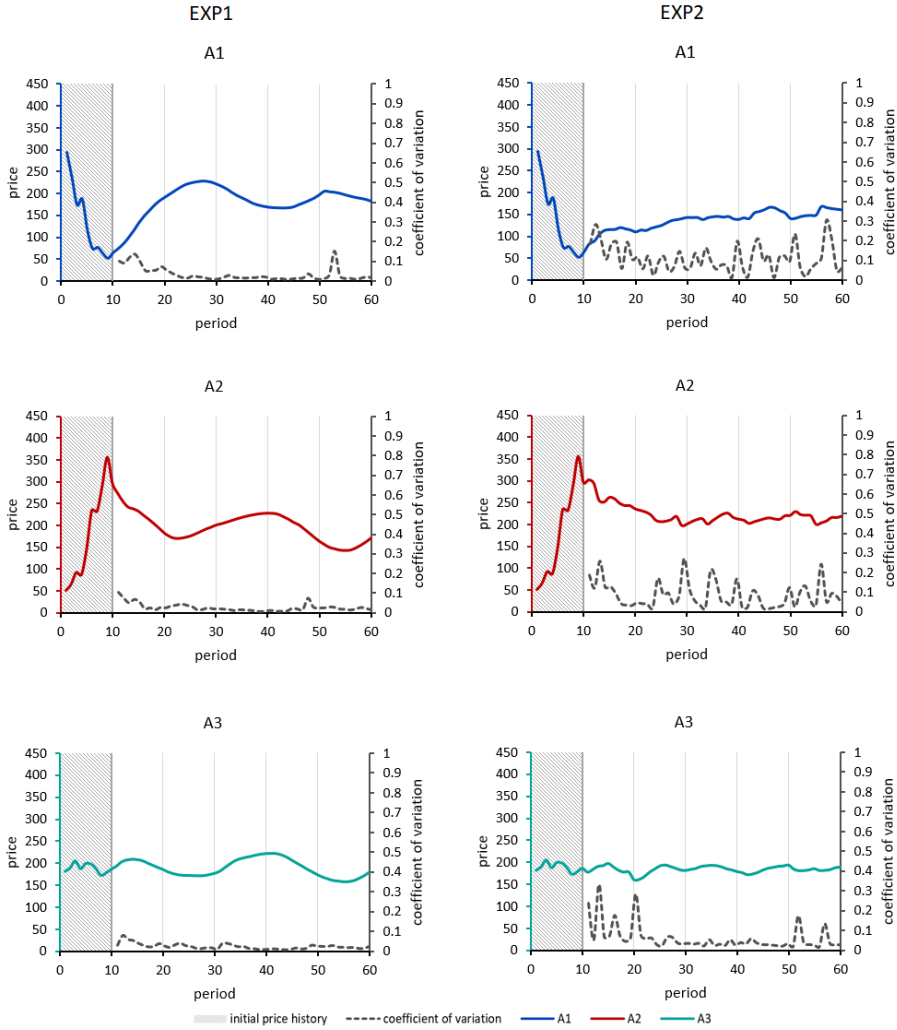 EXP1 EXP2
A1 A1
450 400 350 300 250 200 150 100 50 0
price
1 0.9 0.8 0.7 0.6 0.5 0.4 0.3 0.2 0.1 0
coefficient of variation
0 10 20 30 40 50 60
period
450 400 350 300 250 200 150 100 50 0
price
1 0.9 0.8 0.7 0.6 0.5 0.4 0.3 0.2 0.1 0
coefficient of variation
0 10 20 30 40 50 60
period
A2 A2
450 400 350 300 250 200 150 100 50 0
price
1 0.9 0.8 0.7 0.6 0.5 0.4 0.3 0.2 0.1 0
coefficient of variation
0 10 20 30 40 50 60
period
450 400 350 300 250 200 150 100 50 0
price
1 0.9 0.8 0.7 0.6 0.5 0.4 0.3 0.2 0.1 0
coefficient of variation
0 10 20 30 40 50 60
period
A3 A3
450 400 350 300 250 200 150 100 50 0
price
1 0.9 0.8 0.7 0.6 0.5 0.4 0.3 0.2 0.1 0
coefficient of variation
0 10 20 30 40 50 60
period
450 400 350 300 250 200 150 100 50 0
price
1 0.9 0.8 0.7 0.6 0.5 0.4 0.3 0.2 0.1 0
coefficient of variation
0 10 20 30 40 50 60
period
initial price history coefficient of variation A1 A2 A3